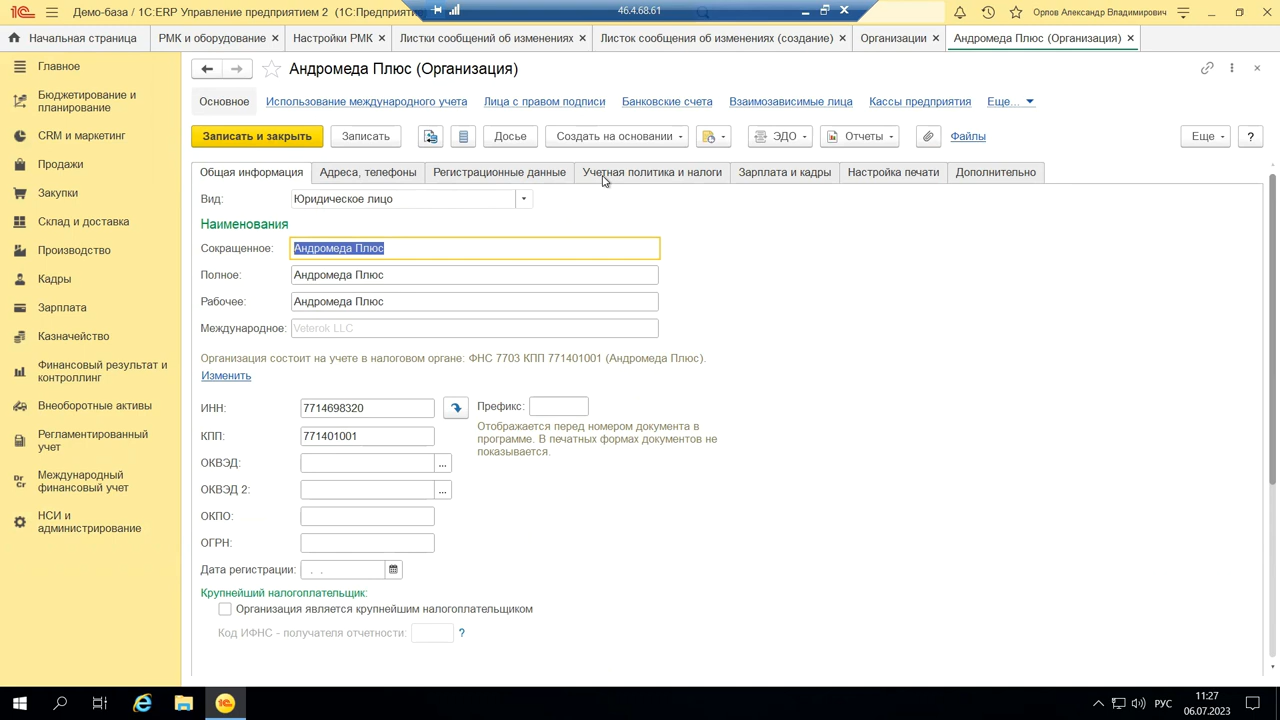 Демо-база / 1С:ERP Управление предприятием 2 (1С:Предприяти
46.4.68.61
Орлов Александр Владимирович
Начальная страница
РМК и оборудование ×
Настройки РМК ×
Листки сообщений об изменениях ×
Листок сообщения об изменениях (создание) ×
Организации ×
Андромеда Плюс (Организация) ×
Главное
Бюджетирование и
планирование
CRM и маркетинг
Продажи
Закупки
Склад и доставка
Производство
Кадры
Зарплата
Казначейство
Финансовый результат и
контроллинг
Внеоборотные активы
Регламентированный
учет
Международный
финансовый учет
НСИ и
администрирование
Андромеда Плюс (Организация)
Основное
Использование международного учета
Лица с правом подписи
Банковские счета
Взаимозависимые лица
Кассы предприятия
Еще...
Записать и закрыть
Записать
Досье
Создать на основании
ЭДО
Отчеты
Файлы
Еще
?
Общая информация
Адреса, телефоны
Регистрационные данные
Учетная политика и налоги
Зарплата и кадры
Настройка печати
Дополнительно
Вид: Юридическое лицо
Наименования
Сокращенное: Андромеда Плюс
Полное: Андромеда Плюс
Рабочее: Андромеда Плюс
Международное: Veterok LLC
Организация состоит на учете в налоговом органе: ФНС 7703 КПП 771401001 (Андромеда Плюс).
Изменить
ИНН: 7714698320
Префикс:
Отображается перед номером документа в
программе. В печатных формах документов не
показывается.
КПП: 771401001
ОКВЭД: ...
ОКВЭД 2: ...
ОКПО:
ОГРН:
Дата регистрации: . .
Крупнейший налогоплательщик:
Организация является крупнейшим налогоплательщиком
Код ИФНС - получателя отчетности: ?
РУС
11:27
06.07.2023